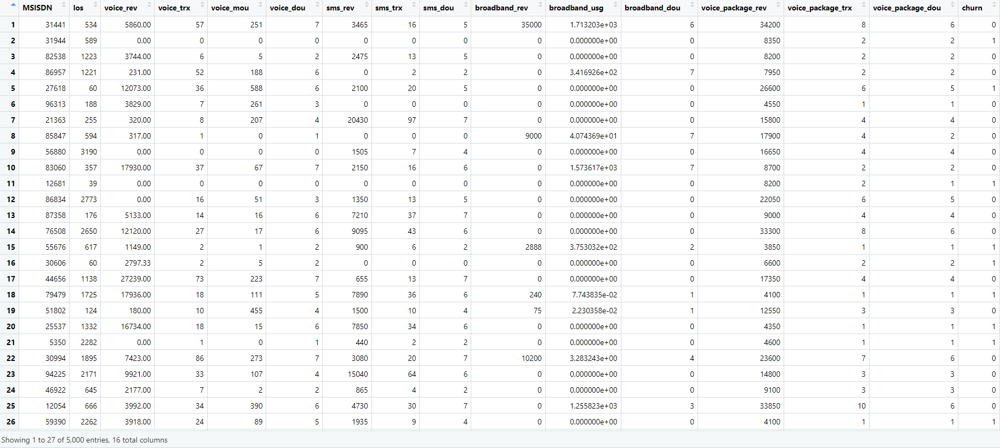 MSISDN los voice_rev voice_trx voice_mou voice_dou sms_rev sms_trx sms_dou broadband_rev broadband_usg broadband_dou voice_package_rev voice_package_trx voice_package_dou churn
1 31441 534 5860.00 57 251 7 3465 16 5 35000 1.713203e+03 6 34200 8 6 0
2 31944 589 0.00 0 0 0 0 0 0 0 0.000000e+00 0 8350 2 2 1
3 82538 1223 3744.00 6 5 2 2475 13 5 0 0.000000e+00 0 8200 2 2 0
4 86957 1221 231.00 52 188 6 0 2 2 0 3.416926e+02 7 7950 2 2 0
5 27618 60 12073.00 36 588 6 2100 20 5 0 0.000000e+00 0 26600 6 5 1
6 96313 188 3829.00 7 261 3 0 0 0 0 0.000000e+00 0 4550 1 1 0
7 21363 255 320.00 8 207 4 20430 97 7 0 0.000000e+00 0 15800 4 4 0
8 85847 594 317.00 1 0 1 0 0 0 9000 4.074369e+01 7 17900 4 2 0
9 56880 3190 0.00 0 0 0 1505 7 4 0 0.000000e+00 0 16650 4 4 0
10 83060 357 17930.00 37 67 7 2150 16 6 0 1.573617e+03 7 8700 2 2 0
11 12681 39 0.00 0 0 0 0 0 0 0 0.000000e+00 0 8200 2 1 1
12 86834 2773 0.00 16 51 3 1350 13 5 0 0.000000e+00 0 22050 6 5 0
13 87358 176 5133.00 14 16 6 7210 37 7 0 0.000000e+00 0 9000 4 4 0
14 76508 2650 12120.00 27 17 6 9095 43 6 0 0.000000e+00 0 33300 8 6 0
15 55676 617 1149.00 2 1 2 900 6 2 2888 3.753032e+02 2 3850 1 1 1
16 30606 60 2797.33 2 5 2 0 0 0 0 0.000000e+00 0 6600 2 2 1
17 44656 1138 27239.00 73 223 7 655 13 7 0 0.000000e+00 0 17350 4 4 0
18 79479 1725 17936.00 18 111 5 7890 36 6 240 7.743835e-02 1 4100 1 1 1
19 51802 124 180.00 10 455 4 1500 10 4 75 2.230358e-02 1 12550 3 3 0
20 25537 1332 16734.00 18 15 6 7850 34 6 0 0.000000e+00 0 4350 1 1 1
21 5350 2282 0.00 1 0 1 440 2 2 0 0.000000e+00 0 4600 1 1 1
22 30994 1895 7423.00 86 273 7 3080 20 7 10200 3.283243e+00 4 23600 7 6 0
23 94225 2171 9921.00 33 107 4 15040 64 6 0 0.000000e+00 0 14800 3 3 0
24 46922 645 2177.00 7 2 2 865 4 2 0 0.000000e+00 0 9100 3 3 0
25 12054 666 3992.00 34 390 6 4730 30 7 0 1.255823e+03 3 33850 10 6 0
26 59390 2262 3918.00 24 89 5 1935 9 4 0 0.000000e+00 0 4100 1 1 1
Showing 1 to 27 of 5,000 entries, 16 total columns